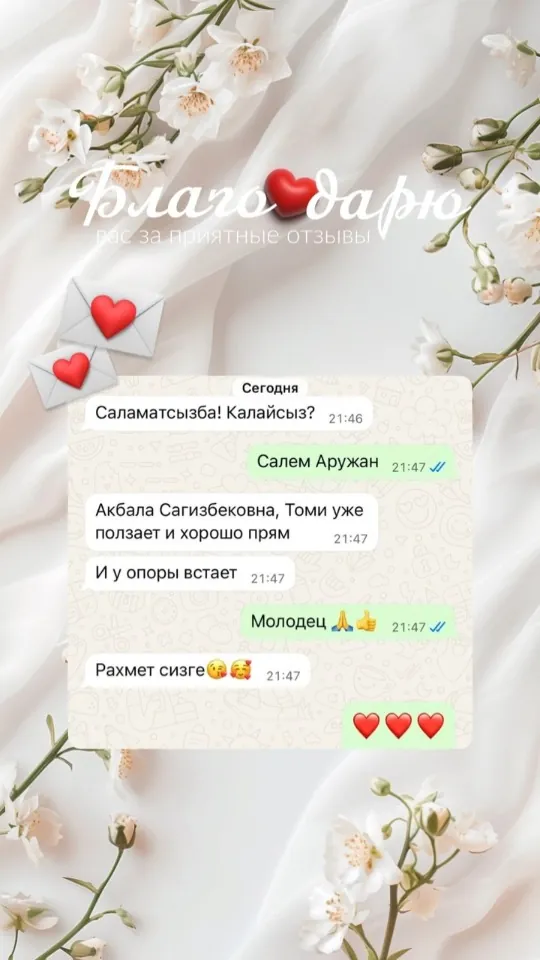 Благодарю
вас за приятные отзывы
Сегодня
Саламатсызба! Калайсыз? 21:46
Салем Аружан 21:47
Акбала Сагизбековна, Томи уже
ползает и хорошо прям 21:47
И у опоры встает 21:47
Молодец 🙏👍 21:47
Рахмет сизге😘🥰 21:47
❤️❤️❤️